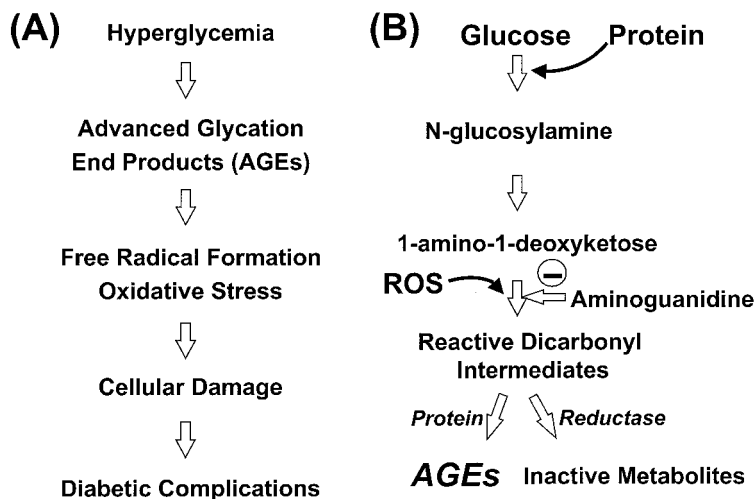 (A)
Hyperglycemia
Advanced Glycation
End Products (AGEs)
Free Radical Formation
Oxidative Stress
Cellular Damage
Diabetic Complications
(B)
Glucose Protein
N-glucosylamine
1-amino-1-deoxyketose
ROS
Aminoguanidine
Reactive Dicarbonyl
Intermediates
Protein Reductase
AGEs Inactive Metabolites